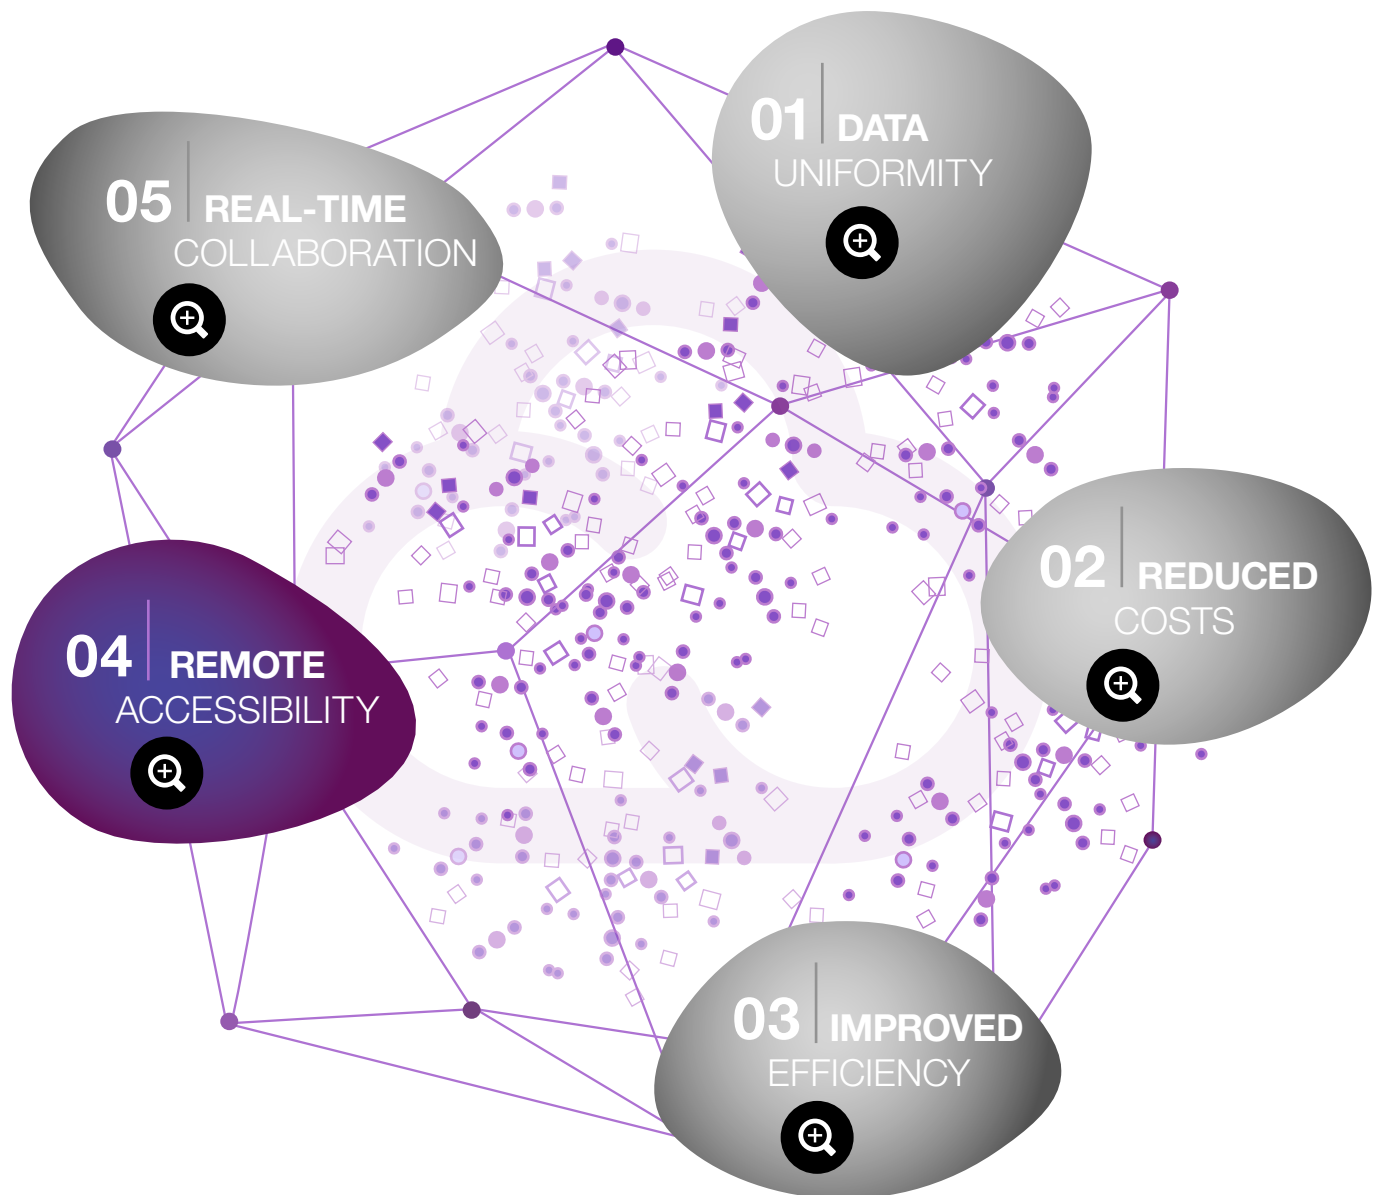 01 DATA
UNIFORMITY
05 REAL-TIME
COLLABORATION
02 REDUCED
COSTS
04 REMOTE
ACCESSIBILITY
03 IMPROVED
EFFICIENCY